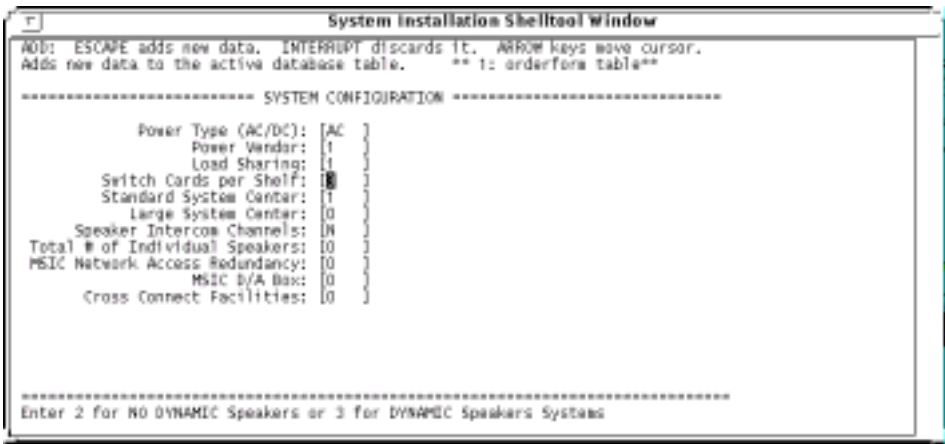 System Installation Shelltool Window
ADD: ESCAPE adds new data. INTERRUPT discards it. ARROW keys move cursor.
Adds new data to the active database table. ** 1: orderform table**
========================== SYSTEM CONFIGURATION ==============================
Power Type (AC/DC): [AC ]
Power Vendor: [1 ]
Load Sharing: [1 ]
Switch Cards per Shelf: [3 ]
Standard System Center: [1 ]
Large System Center: [0 ]
Speaker Intercom Channels: [N ]
Total # of Individual Speakers: [0 ]
MSIC Network Access Redundancy: [0 ]
MSIC D/A Box: [0 ]
Cross Connect Facilities: [0 ]
================================================================================
Enter 2 for NO DYNAMIC Speakers or 3 for DYNAMIC Speakers Systems